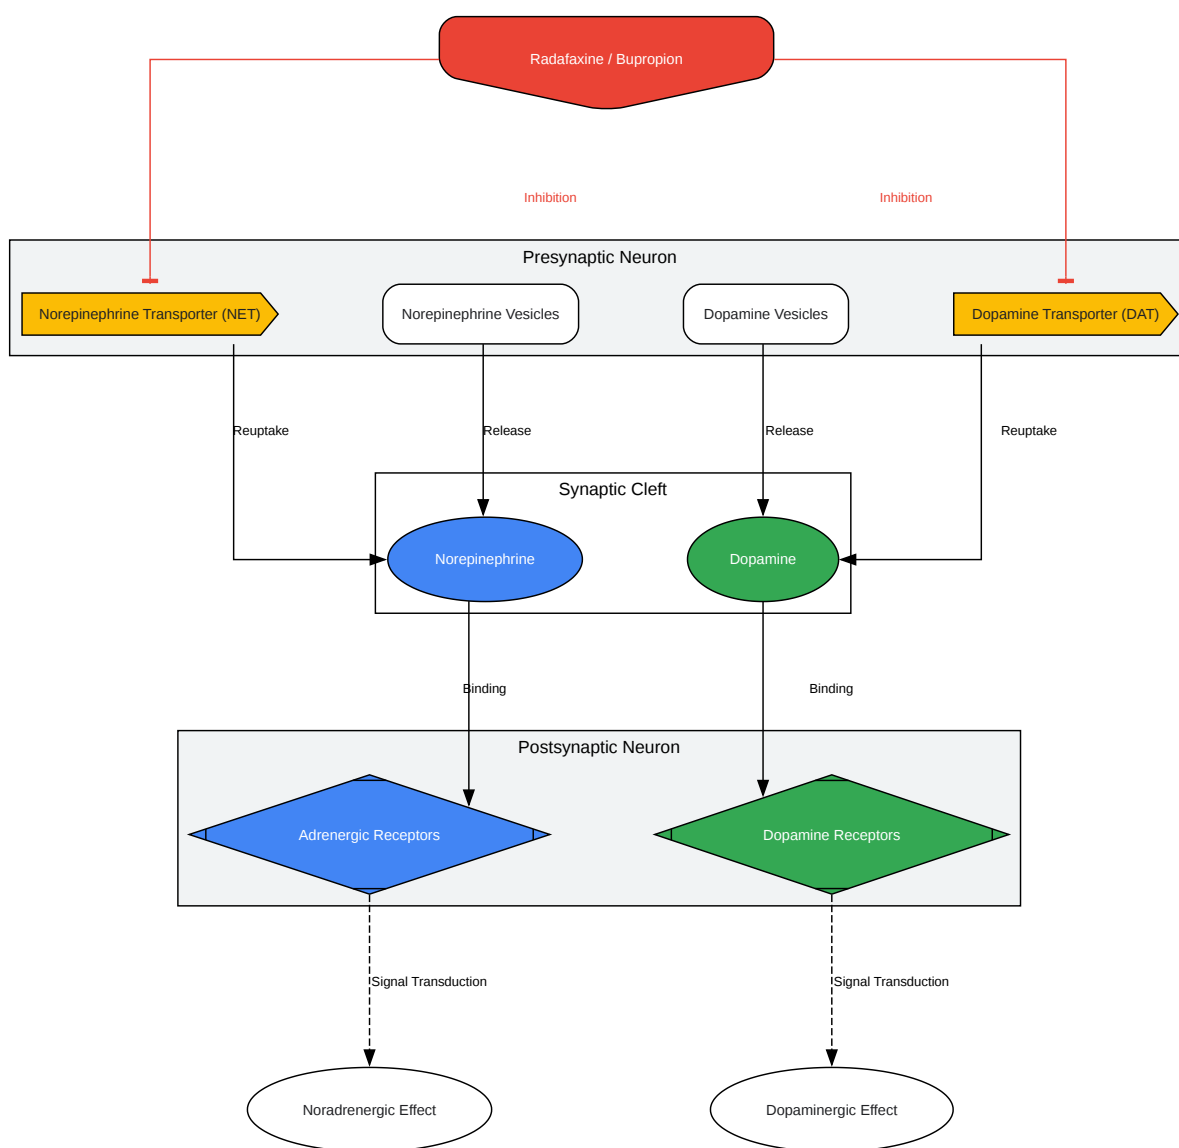 Radafaxine / Bupropion
Inhibition
Inhibition
Presynaptic Neuron
Norepinephrine Transporter (NET)
Norepinephrine Vesicles
Dopamine Vesicles
Dopamine Transporter (DAT)
Reuptake
Release
Release
Reuptake
Synaptic Cleft
Norepinephrine
Dopamine
Binding
Binding
Postsynaptic Neuron
Adrenergic Receptors
Dopamine Receptors
Signal Transduction
Signal Transduction
Noradrenergic Effect
Dopaminergic Effect